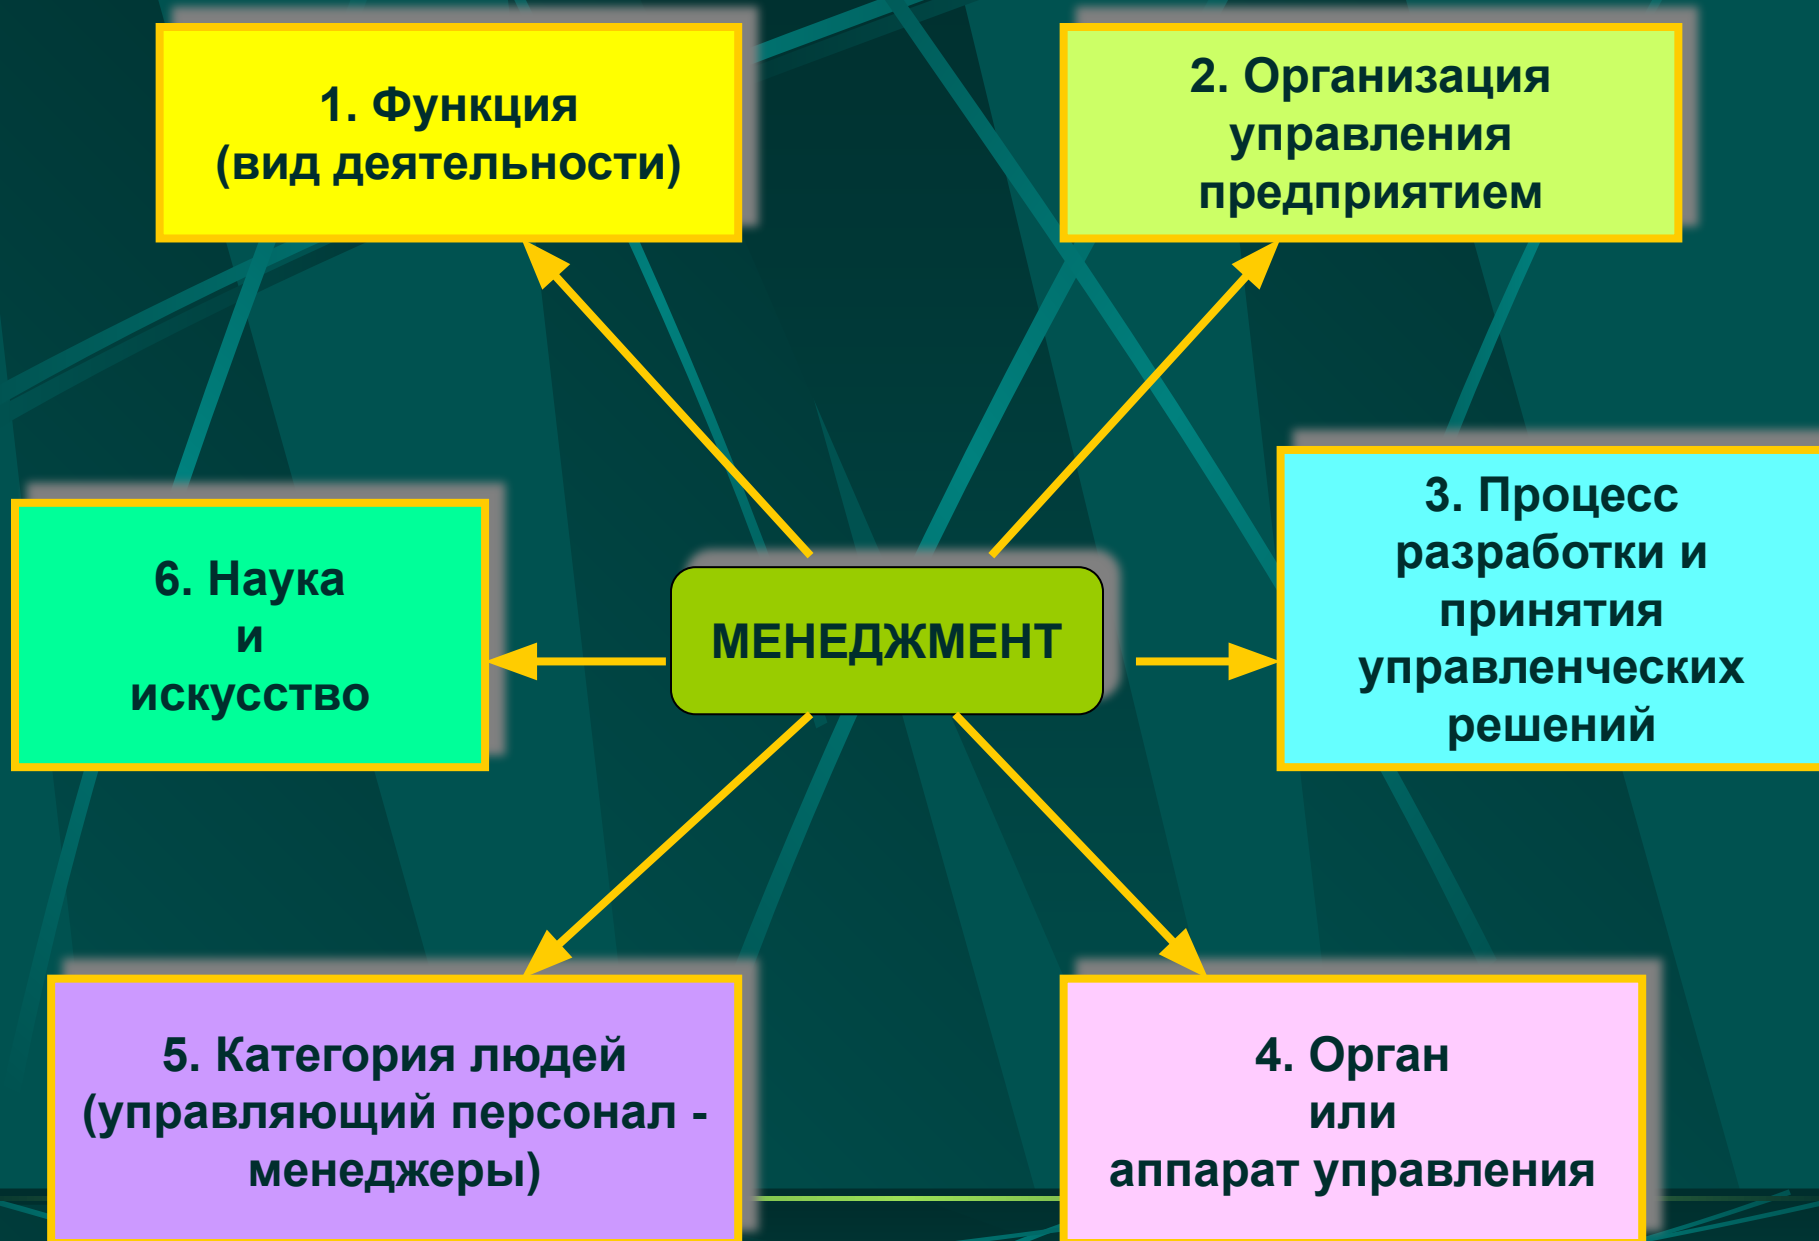 1. Функция
(вид деятельности)
2. Организация
управления
предприятием
3. Процесс
разработки и
принятия
управленческих
решений
6. Наука
и
искусство
МЕНЕДЖМЕНТ
5. Категория людей
(управляющий персонал -
менеджеры)
4. Орган
или
аппарат управления